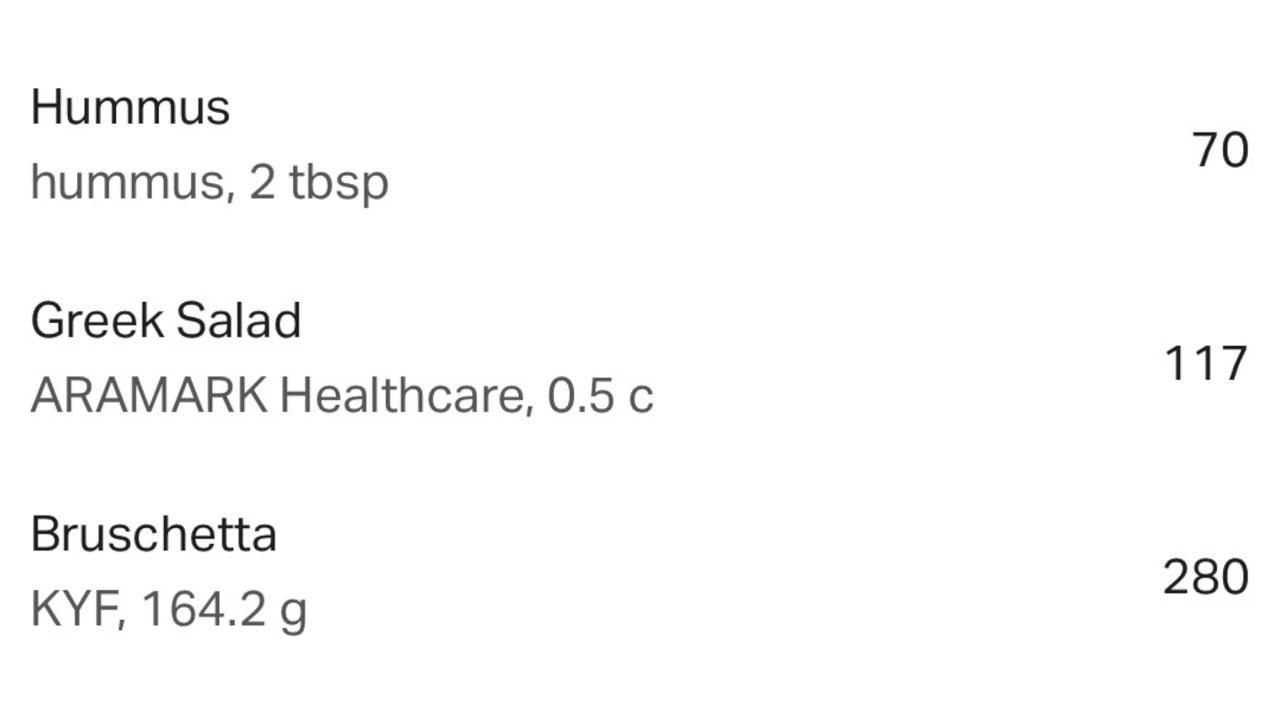 Hummus
hummus, 2 tbsp
70
Greek Salad
ARAMARK Healthcare, 0.5 c
117
Bruschetta
KYF, 164.2 g
280